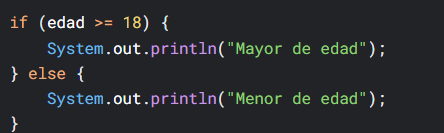 if (edad >= 18) {
    System.out.println("Mayor de edad");
} else {
    System.out.println("Menor de edad");
}